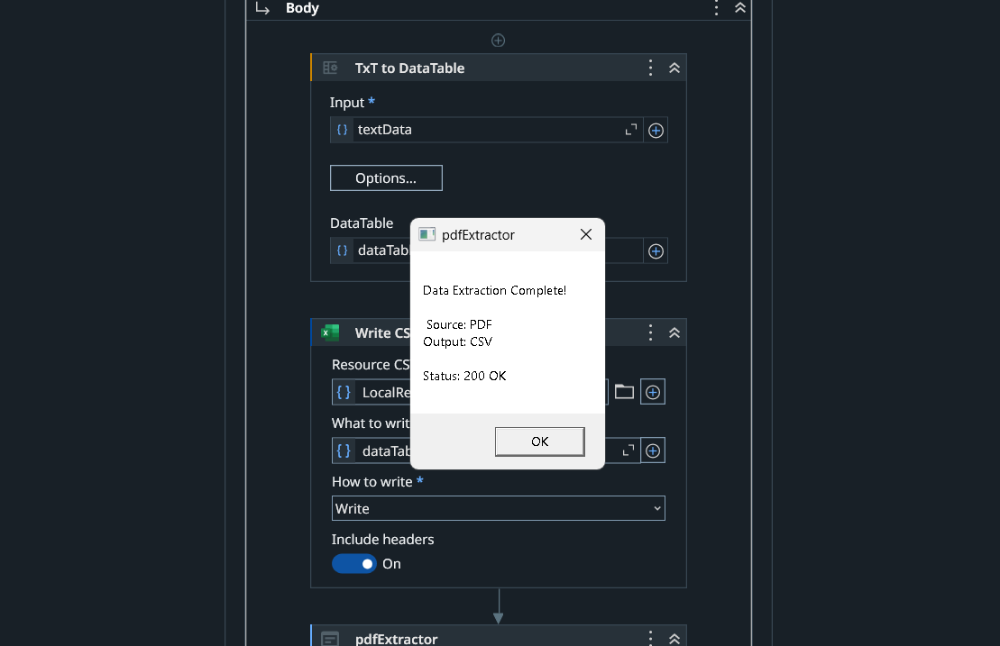 Body
TxT to DataTable
Input *
textData
Options...
DataTable
dataTab
pdfExtractor
Data Extraction Complete!
Source: PDF
Output: CSV
Status: 200 OK
OK
Write CS
Resource CS
LocalRe
What to writ
dataTab
How to write *
Write
Include headers
On
pdfExtractor